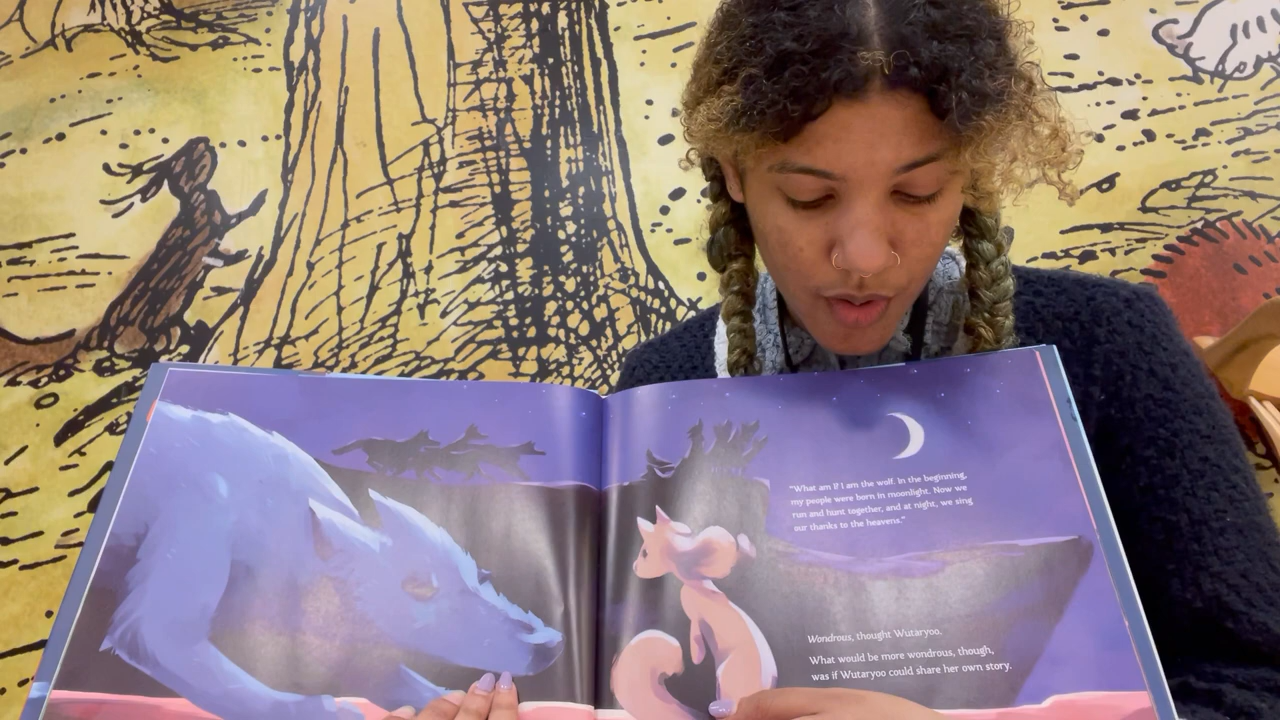 "What am I? I am the wolf. In the beginning,
my people were born in moonlight. Now we
run and hunt together, and at night, we sing
our thanks to the heavens."
Wondrous, thought Wutaryoo.
What would be more wondrous, though,
was if Wutaryoo could share her own story.